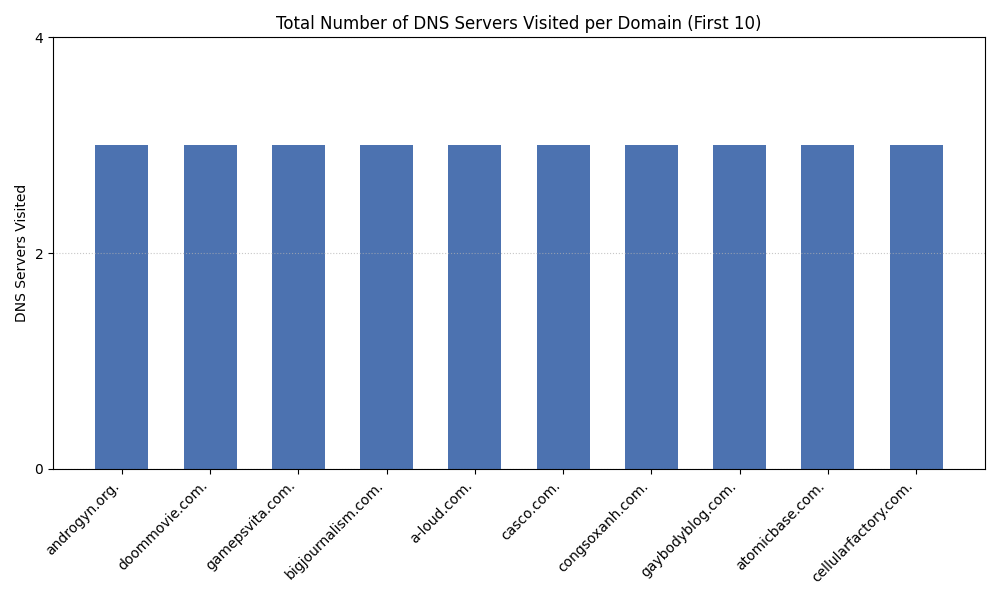 Total Number of DNS Servers Visited per Domain (First 10)
DNS Servers Visited
4
2
0
androgyn.org.
doommovie.com.
gamepsvita.com.
bigjournalism.com.
a-loud.com.
casco.com.
congsoxanh.com.
gaybodyblog.com.
atomicbase.com.
cellularfactory.com.